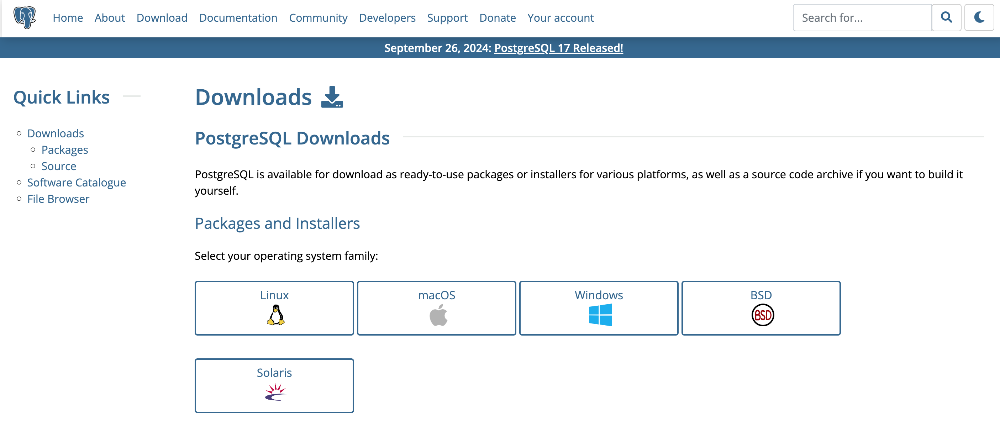 Home About Download Documentation Community Developers Support Donate Your account Search for...
September 26, 2024: PostgreSQL 17 Released!
Quick Links
Downloads
Packages
Source
Software Catalogue
File Browser
Downloads
PostgreSQL Downloads
PostgreSQL is available for download as ready-to-use packages or installers for various platforms, as well as a source code archive if you want to build it
yourself.
Packages and Installers
Select your operating system family:
Linux macOS Windows BSD
BSD
Solaris